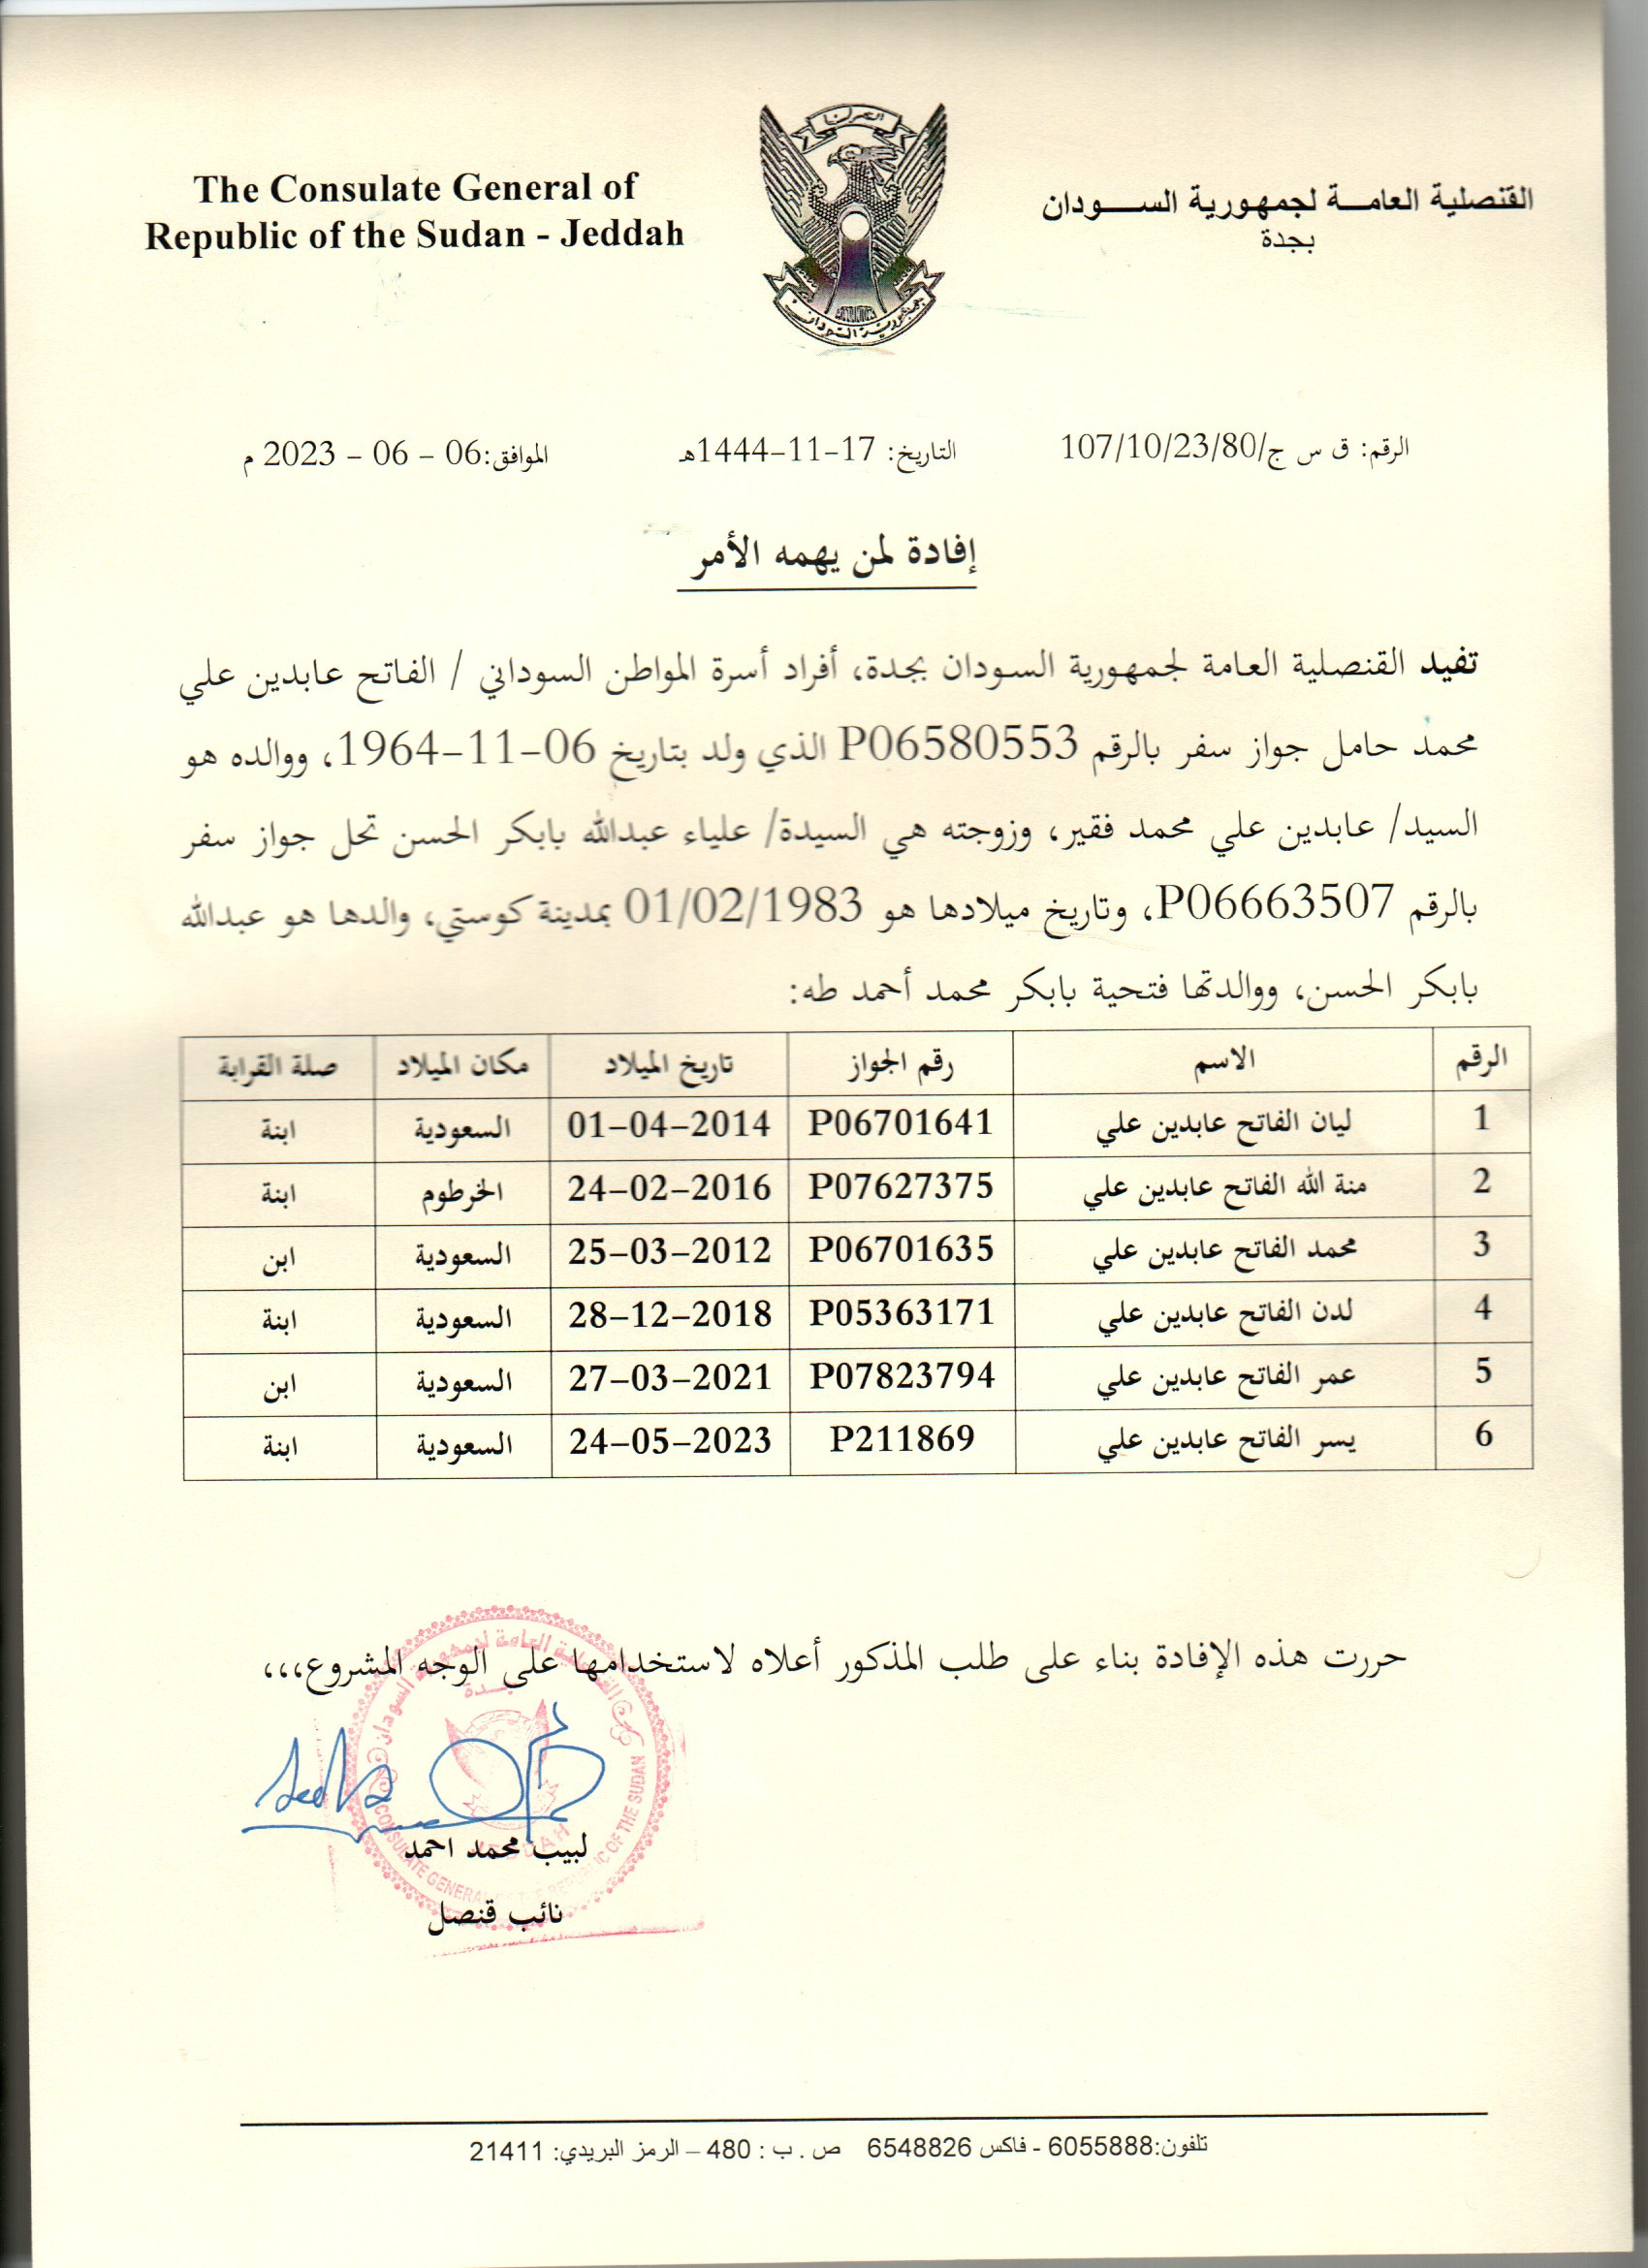 The Consulate General of
Republic of the Sudan - Jeddah
القنصلية العامـــة لجمهورية الســـــودان
بجدة
النصر لنا
جمهورية السودان
الرقم: ق س ج/107/10/23/80
التاريخ: 17-11-1444هـ
الموافق:06 - 06 - 2023 م
إفادة لمن يهمه الأمر
تفيد القنصلية العامة لجمهورية السودان بجدة، أفراد أسرة المواطن السوداني / الفاتح عابدين علي
محمد حامل جواز سفر بالرقم P06580553 الذي ولد بتاريخ 06-11-1964، ووالده هو
السيد/ عابدين علي محمد فقير، وزوجته هي السيدة/ علياء عبدالله بابكر الحسن تحل جواز سفر
بالرقم P06663507، وتاريخ ميلادها هو 01/02/1983 بمدينة كوستي، والدها هو عبدالله
بابكر الحسن، ووالدتها فتحية بابكر محمد أحمد طه:
الرقم الاسم رقم الجواز تاريخ الميلاد مكان الميلاد صلة القرابة
1 ليان الفاتح عابدين علي P06701641 01-04-2014 السعودية ابنة
2 منة الله الفاتح عابدين علي P07627375 24-02-2016 الخرطوم ابنة
3 محمد الفاتح عابدين علي P06701635 25-03-2012 السعودية ابن
4 لدن الفاتح عابدين علي P05363171 28-12-2018 السعودية ابنة
5 عمر الفاتح عابدين علي P07823794 27-03-2021 السعودية ابن
6 يسر الفاتح عابدين علي P211869 24-05-2023 السعودية ابنة
حررت هذه الإفادة بناء على طلب المذكور أعلاه لاستخدامها على الوجه المشروع،،،
القنصلية العامة لجمهورية السودان
بجدة
CONSULATE GENERAL OF THE REPUBLIC OF THE SUDAN
JEDDAH
لبيب محمد احمد
نائب قنصل
تلفون:6055888 - فاكس 6548826 ص . ب : 480 – الرمز البريدي: 21411